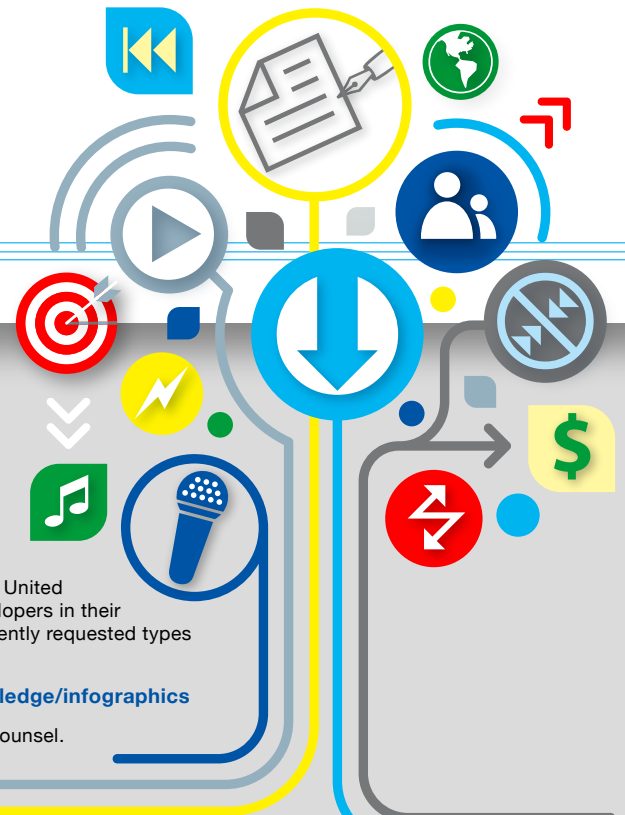 United
lopers in their
ently requested types
ledge/infographics
ounsel.
$